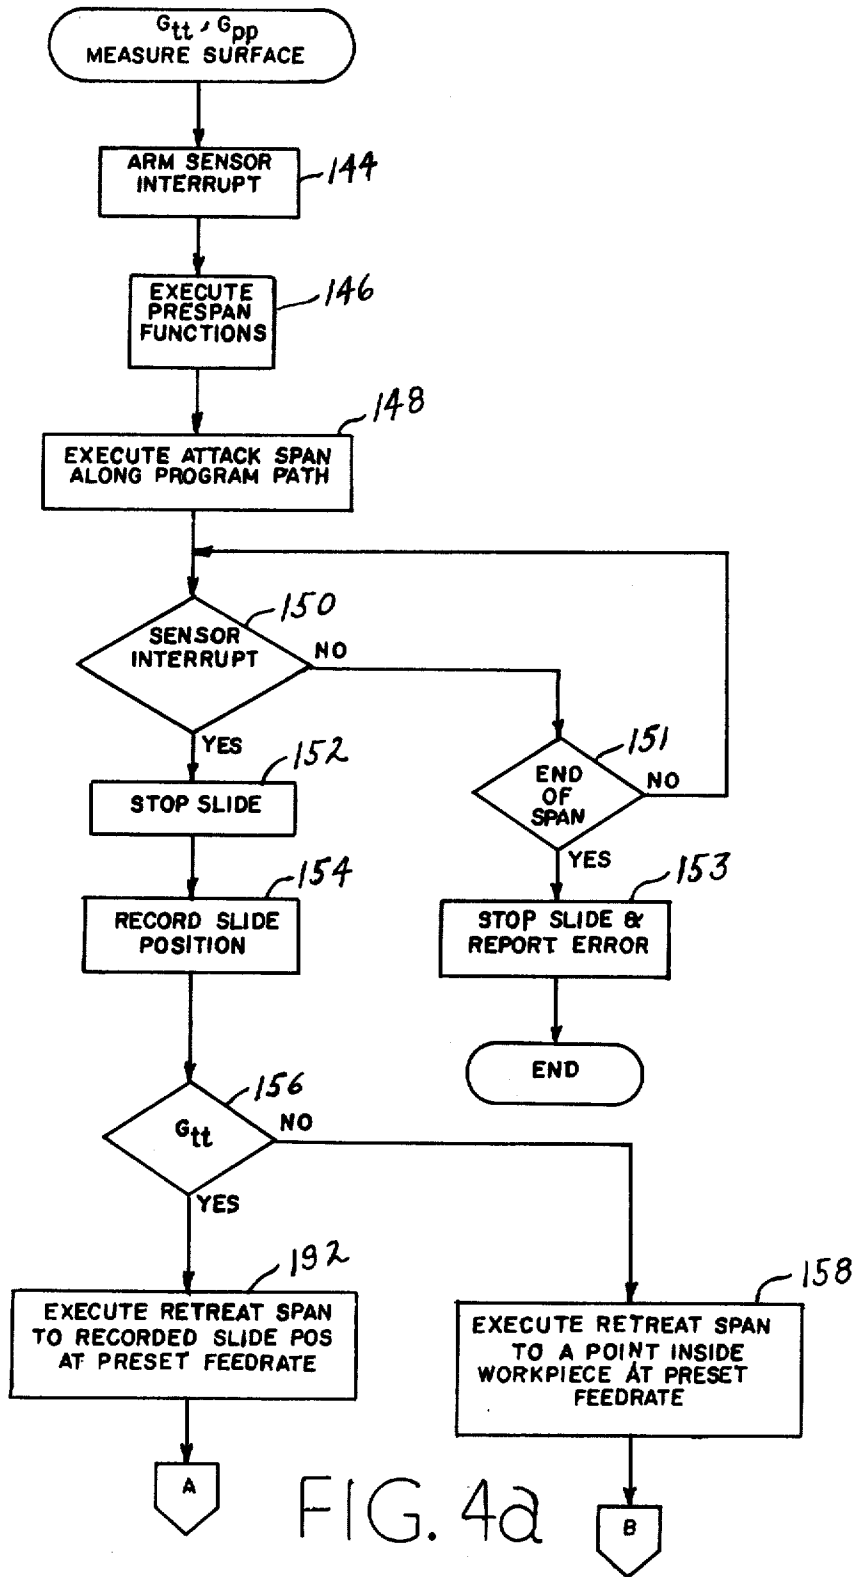 Gtt, Gpp
MEASURE SURFACE
ARM SENSOR
INTERRUPT
144
EXECUTE
PRESPAN
FUNCTIONS
146
148
EXECUTE ATTACK SPAN
ALONG PROGRAM PATH
150
SENSOR
INTERRUPT
NO
YES
151
END
OF
SPAN
NO
YES
152
STOP SLIDE
153
STOP SLIDE &
REPORT ERROR
154
RECORD SLIDE
POSITION
END
156
Gtt
NO
YES
192
EXECUTE RETREAT SPAN
TO RECORDED SLIDE POS
AT PRESET FEEDRATE
158
EXECUTE RETREAT SPAN
TO A POINT INSIDE
WORKPIECE AT PRESET
FEEDRATE
A
B
FIG. 4a